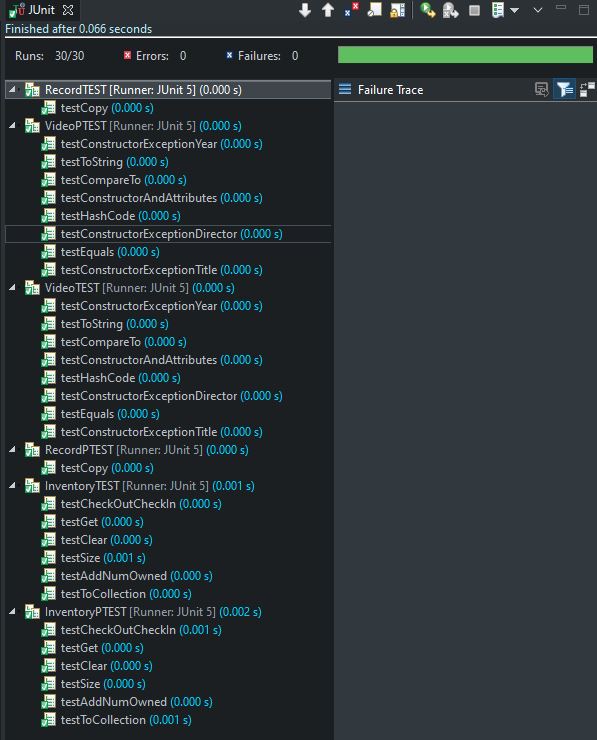 JUnit
Finished after 0.066 seconds
Runs: 30/30 Errors: 0 Failures: 0
RecordTEST [Runner: JUnit 5] (0.000 s)
Failure Trace
testCopy (0.000 s)
VideoPTEST [Runner: JUnit 5] (0.000 s)
testConstructorExceptionYear (0.000 s)
testToString (0.000 s)
testCompareTo (0.000 s)
testConstructorAndAttributes (0.000 s)
testHashCode (0.000 s)
testConstructorExceptionDirector (0.000 s)
testEquals (0.000 s)
testConstructorExceptionTitle (0.000 s)
VideoTEST [Runner: JUnit 5] (0.000 s)
testConstructorExceptionYear (0.000 s)
testToString (0.000 s)
testCompareTo (0.000 s)
testConstructorAndAttributes (0.000 s)
testHashCode (0.000 s)
testConstructorExceptionDirector (0.000 s)
testEquals (0.000 s)
testConstructorExceptionTitle (0.000 s)
RecordPTEST [Runner: JUnit 5] (0.000 s)
testCopy (0.000 s)
InventoryTEST [Runner: JUnit 5] (0.001 s)
testCheckOutCheckIn (0.000 s)
testGet (0.000 s)
testClear (0.000 s)
testSize (0.001 s)
testAddNumOwned (0.000 s)
testToCollection (0.000 s)
InventoryPTEST [Runner: JUnit 5] (0.002 s)
testCheckOutCheckIn (0.001 s)
testGet (0.000 s)
testClear (0.000 s)
testSize (0.000 s)
testAddNumOwned (0.000 s)
testToCollection (0.001 s)